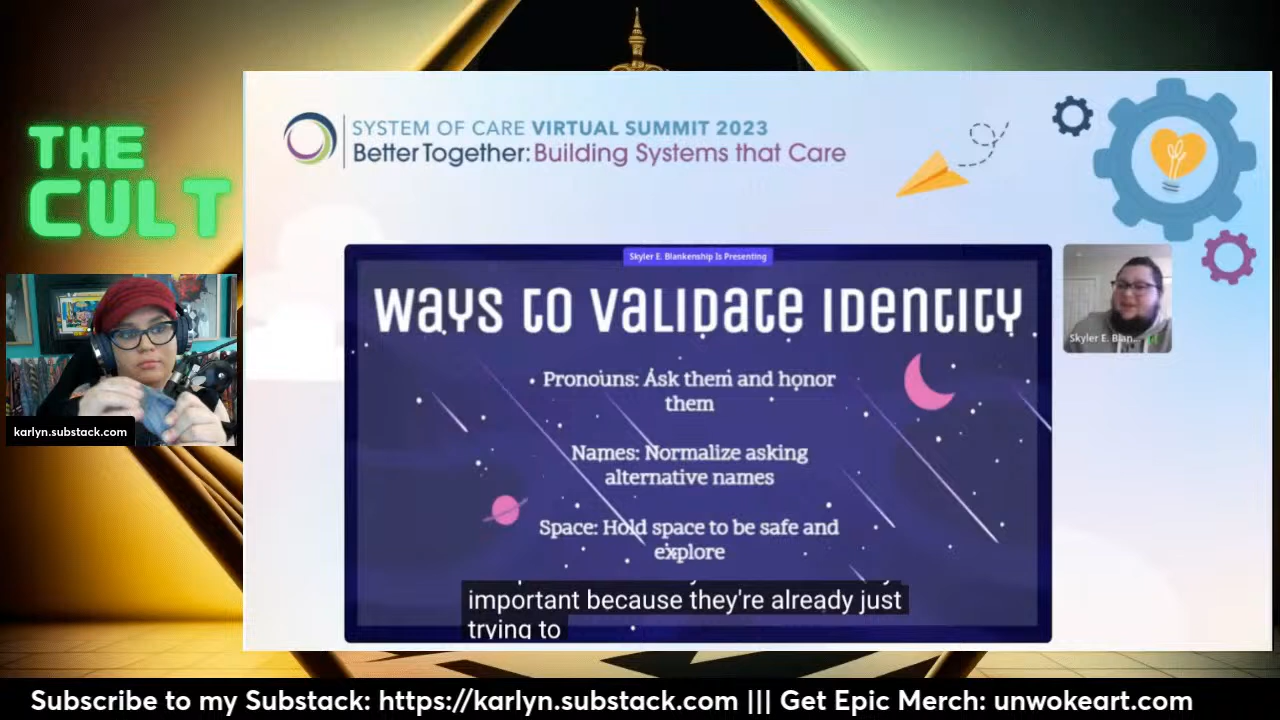 THE
CULT
karlyn.substack.com
SYSTEM OF CARE VIRTUAL SUMMIT 2023
Better Together: Building Systems that Care
Skyler E. Blankenship Is Presenting
Ways to Validate Identity
Pronouns: Ask them and honor
them
Names: Normalize asking
alternative names
Space: Hold space to be safe and
explore
important because they're already just
trying to
Skyler E. Blan...
Subscribe to my Substack: https://karlyn.substack.com ||| Get Epic Merch: unwokeart.com